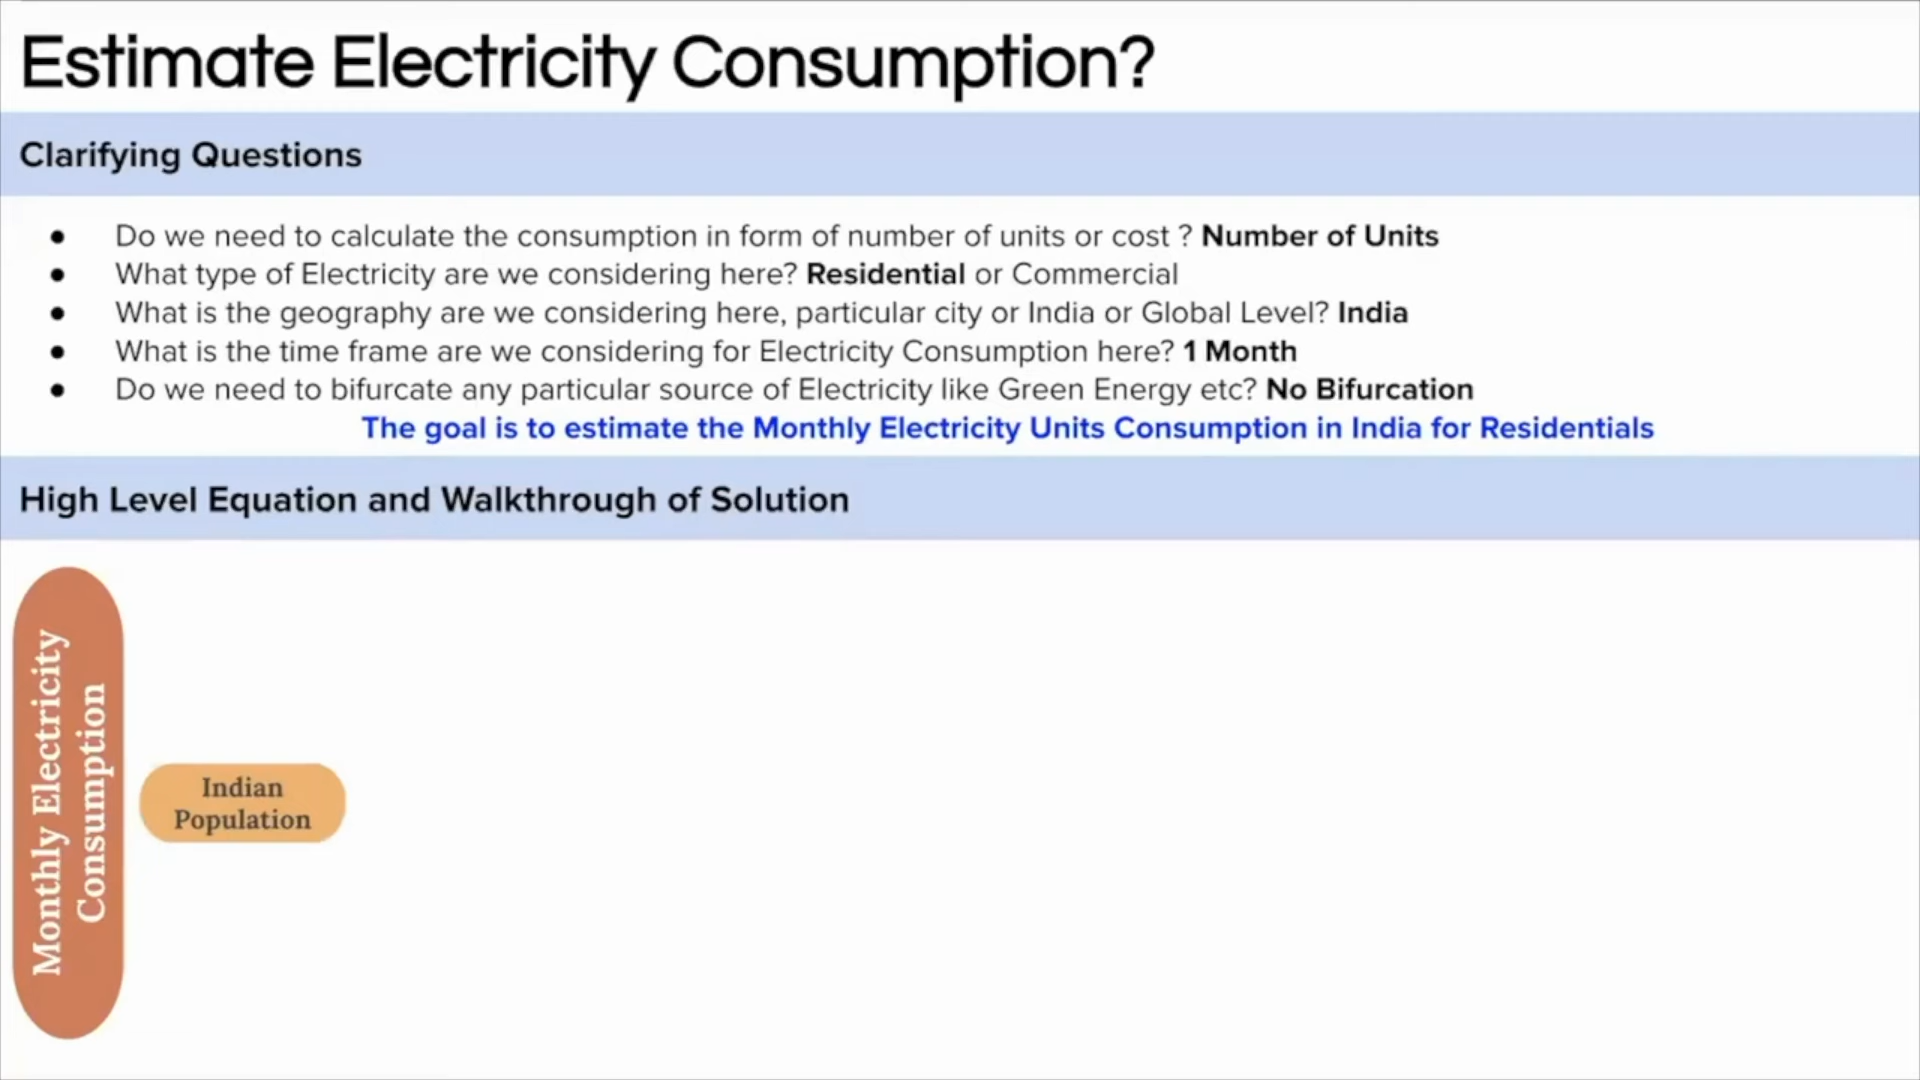 Estimate Electricity Consumption?
Clarifying Questions
● Do we need to calculate the consumption in form of number of units or cost ? Number of Units
● What type of Electricity are we considering here? Residential or Commercial
● What is the geography are we considering here, particular city or India or Global Level? India
● What is the time frame are we considering for Electricity Consumption here? 1 Month
● Do we need to bifurcate any particular source of Electricity like Green Energy etc? No Bifurcation
The goal is to estimate the Monthly Electricity Units Consumption in India for Residentials
High Level Equation and Walkthrough of Solution
Monthly Electricity
Consumption
Indian
Population